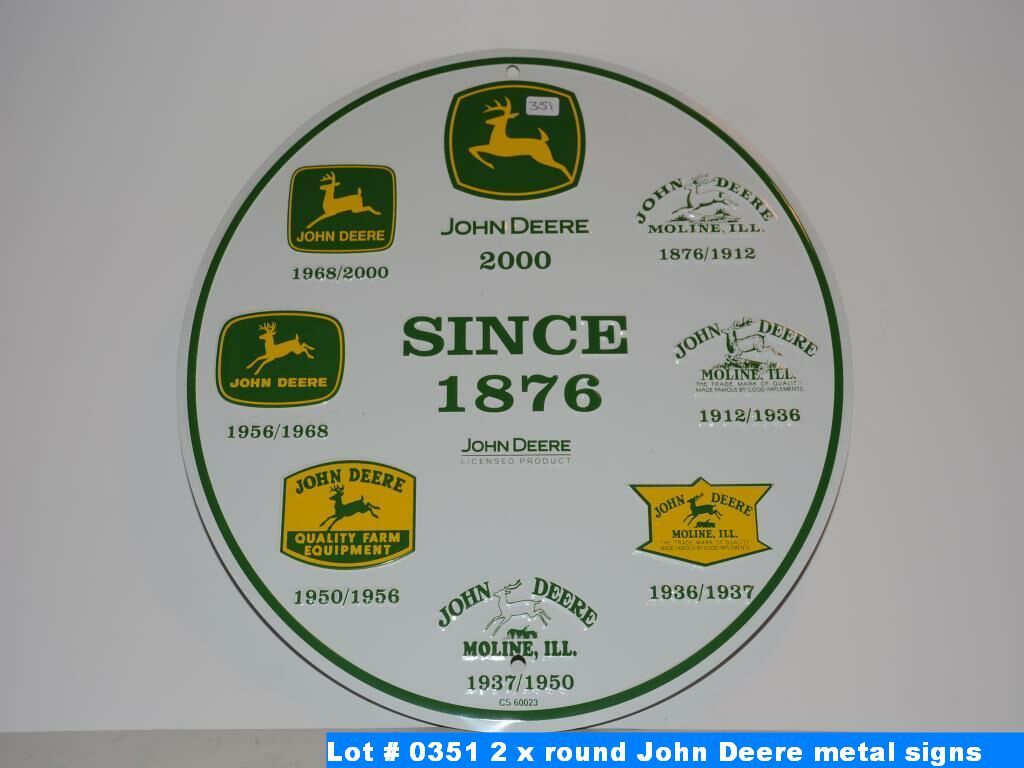 351
JOHN DEERE
2000
JOHN DEERE
MOLINE, ILL.
1876/1912
JOHN DEERE
MOLINE, ILL.
THE TRADE MARK OF QUALITY
MADE FAMOUS BY GOOD IMPLEMENTS
1912/1936
JOHN DEERE
MOLINE, ILL.
THE TRADE MARK OF QUALITY
MADE FAMOUS BY GOOD IMPLEMENTS
1936/1937
JOHN DEERE
MOLINE, ILL.
1937/1950
CS 60023
JOHN DEERE
QUALITY FARM
EQUIPMENT
1950/1956
JOHN DEERE
1956/1968
JOHN DEERE
1968/2000
SINCE
1876
JOHN DEERE
LICENSED PRODUCT
Lot # 0351 2 x round John Deere metal signs